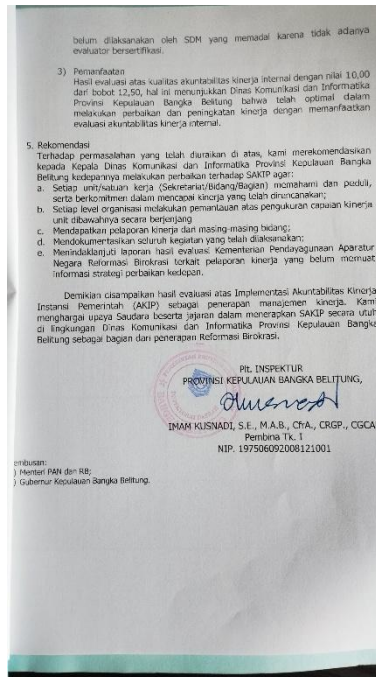 belum dilaksanakan oleh SDM yang memadai karena tidak adanya
evaluator bersertifikasi.
3) Pemanfaatan
Hasil evaluasi atas kualitas akuntabilitas kinerja internal dengan nilai 10,00
dari bobot 12,50, hal ini menunjukkan Dinas Komunikasi dan Informatika
Provinsi Kepulauan Bangka Belitung bahwa telah optimal dalam
melakukan perbaikan dan peningkatan kinerja dengan memanfaatkan
evaluasi akuntabilitas kinerja internal.
5. Rekomendasi
Terhadap permasalahan yang telah diuraikan di atas, kami merekomendasikan
kepada Kepala Dinas Komunikasi dan Informatika Provinsi Kepulauan Bangka
Belitung kedepannya melakukan perbaikan terhadap SAKIP agar:
a. Setiap unit/satuan kerja (Sekretariat/Bidang/Bagian) memahami dan peduli,
serta berkomitmen dalam mencapai kinerja yang telah direncanakan;
b. Setiap level organisasi melakukan pemantauan atas pengukuran capaian kinerja
unit dibawahnya secara berjenjang
c. Mendapatkan pelaporan kinerja dari masing-masing bidang;
d. Mendokumentasikan seluruh kegiatan yang telah dilaksanakan;
e. Menindaklanjuti laporan hasil evaluasi Kementerian Pendayagunaan Aparatur
Negara Reformasi Birokrasi terkait pelaporan kinerja yang belum memuat
informasi strategi perbaikan kedepan.
Demikian disampaikan hasil evaluasi atas Implementasi Akuntabilitas Kinerja
Instansi Pemerintah (AKIP) sebagai penerapan manajemen kinerja. Kami
menghargai upaya Saudara beserta jajaran dalam menerapkan SAKIP secara utuh
di lingkungan Dinas Komunikasi dan Informatika Provinsi Kepulauan Bangka
Belitung sebagai bagian dari penerapan Reformasi Birokrasi.
Plt. INSPEKTUR
PROVINSI KEPULAUAN BANGKA BELITUNG,
IMAM KUSNADI, S.E., M.A.B., CfrA., CRGP., CGCA
Pembina Tk. I
NIP. 197506092008121001
embusan:
) Menteri PAN dan RB;
) Gubernur Kepulauan Bangka Belitung.